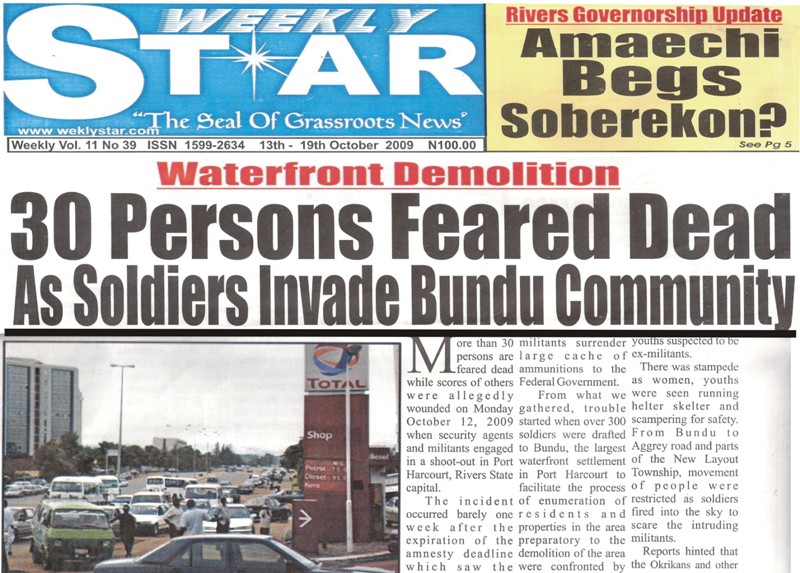 WEEKLY
STAR
"The Seal Of Grassroots News"
www.weklystar.com
Weekly Vol. 11 No 39 ISSN 1599-2634 13th - 19th October 2009 N100.00
Rivers Governorship Update
Amaechi
Begs
Soberekon?
See Pg 5
Waterfront Demolition
30 Persons Feared Dead
As Soldiers Invade Bundu Community
TOTAL
Shop
Petrol
Diesel
Kero
diesel
More than 30
persons are
feared dead
while scores of others
were allegedly
wounded on Monday
October 12, 2009
when security agents
and militants engaged
in a shoot-out in Port
Harcourt, Rivers State
capital.
The incident
occurred barely one
week after the
expiration of the
amnesty deadline
which saw the
militants surrender
large cache of
ammunitions to the
Federal Government.
From what we
gathered, trouble
started when over 300
soldiers were drafted
to Bundu, the largest
waterfront settlement
in Port Harcourt to
facilitate the process
of enumeration of
residents and
properties in the area
preparatory to the
demolition of the area
were confronted by
youths suspected to be
ex-militants.
There was stampede
as women, youths
were seen running
helter skelter and
scampering for safety.
From Bundu to
Aggrey road and parts
of the New Layout
Township, movement
of people were
restricted as soldiers
fired into the sky to
scare the intruding
militants.
Reports hinted that
the Okrikans and other